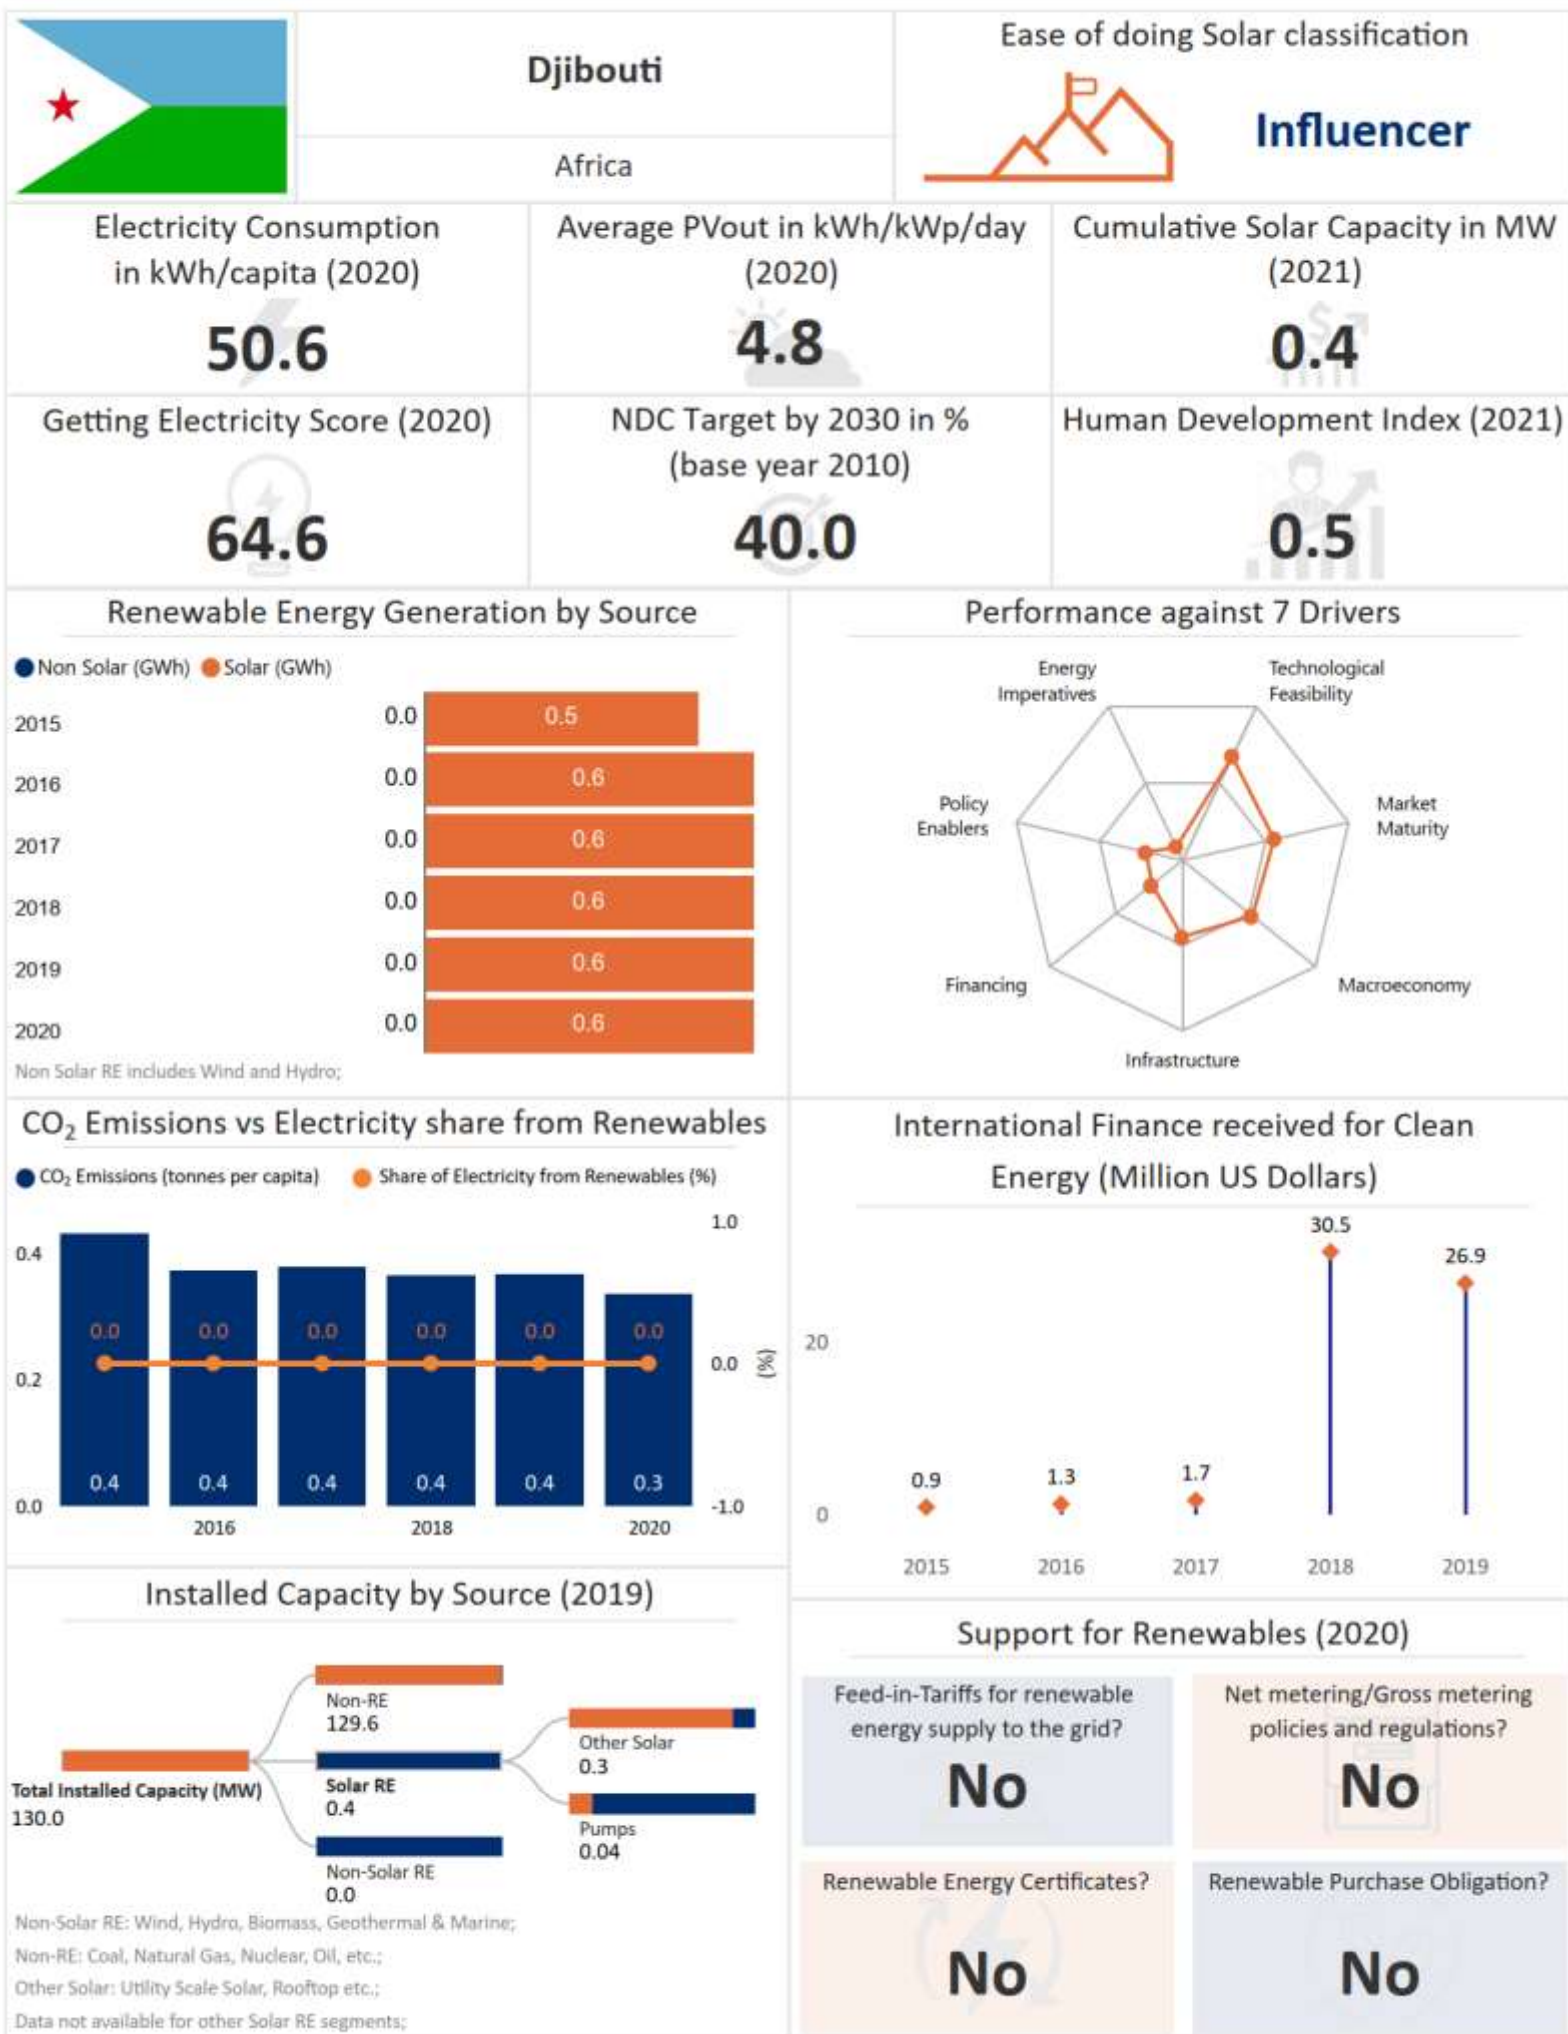 Djibouti
Africa
Ease of doing Solar classification
Influencer
Electricity Consumption
in kWh/capita (2020)
50.6
Average PVout in kWh/kWp/day
(2020)
4.8
Cumulative Solar Capacity in MW
(2021)
0.4
Getting Electricity Score (2020)
64.6
NDC Target by 2030 in %
(base year 2010)
40.0
Human Development Index (2021)
0.5
Renewable Energy Generation by Source
Non Solar (GWh) Solar (GWh)
2015 0.0 0.5
2016 0.0 0.6
2017 0.0 0.6
2018 0.0 0.6
2019 0.0 0.6
2020 0.0 0.6
Non Solar RE includes Wind and Hydro;
Performance against 7 Drivers
Energy
Imperatives
Technological
Feasibility
Policy
Enablers
Market
Maturity
Financing
Macroeconomy
Infrastructure
CO₂ Emissions vs Electricity share from Renewables
CO₂ Emissions (tonnes per capita) Share of Electricity from Renewables (%)
1.0
0.4
0.0 0.0 0.0 0.0 0.0 0.0
0.0 (%)
0.2
0.4 0.4 0.4 0.4 0.4 0.3
0.0 -1.0
2016 2018 2020
International Finance received for Clean
Energy (Million US Dollars)
30.5
26.9
20
0.9 1.3 1.7
0
2015 2016 2017 2018 2019
Installed Capacity by Source (2019)
Non-RE
129.6
Total Installed Capacity (MW)
130.0
Solar RE
0.4
Non-Solar RE
0.0
Other Solar
0.3
Pumps
0.04
Non-Solar RE: Wind, Hydro, Biomass, Geothermal & Marine;
Non-RE: Coal, Natural Gas, Nuclear, Oil, etc.;
Other Solar: Utility Scale Solar, Rooftop etc.;
Data not available for other Solar RE segments;
Support for Renewables (2020)
Feed-in-Tariffs for renewable
energy supply to the grid?
No
Net metering/Gross metering
policies and regulations?
No
Renewable Energy Certificates?
No
Renewable Purchase Obligation?
No